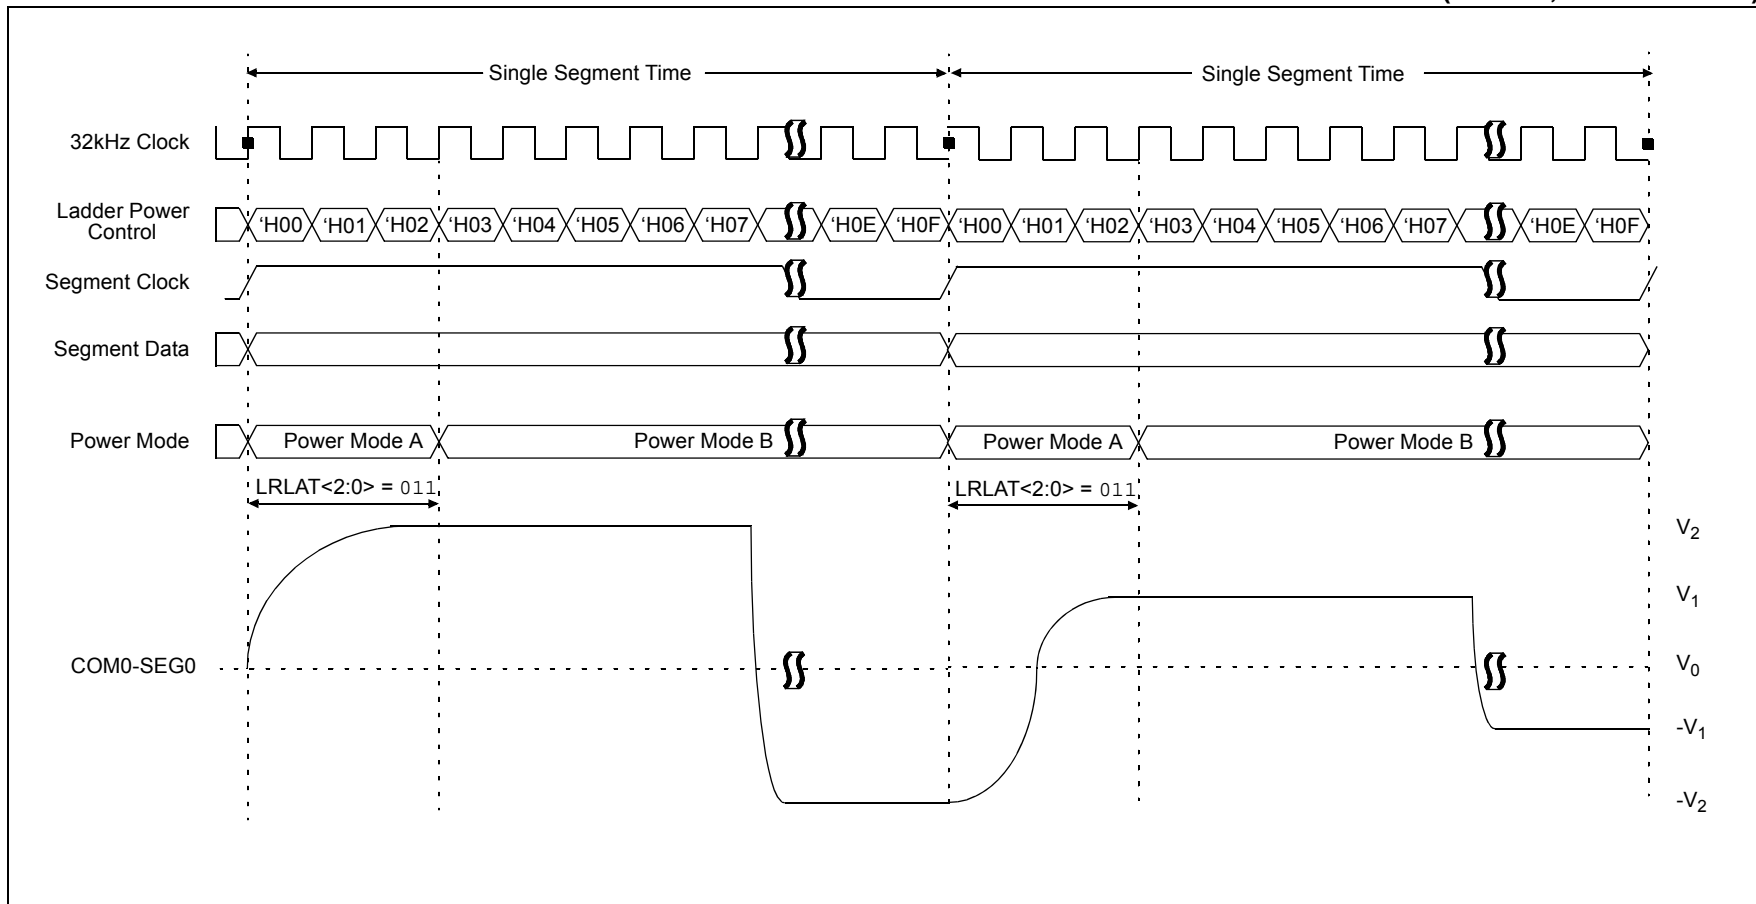 Single Segment Time Single Segment Time
32kHz Clock
Ladder Power
Control
‘H00 ‘H01 ‘H02 ‘H03 ‘H04 ‘H05 ‘H06 ‘H07 ‘H0E ‘H0F ‘H00 ‘H01 ‘H02 ‘H03 ‘H04 ‘H05 ‘H06 ‘H07 ‘H0E ‘H0F
Segment Clock
Segment Data
Power Mode Power Mode A Power Mode B Power Mode A Power Mode B
LRLAT<2:0> = 011 LRLAT<2:0> = 011
V2
V1
COM0-SEG0 V0
-V1
-V2